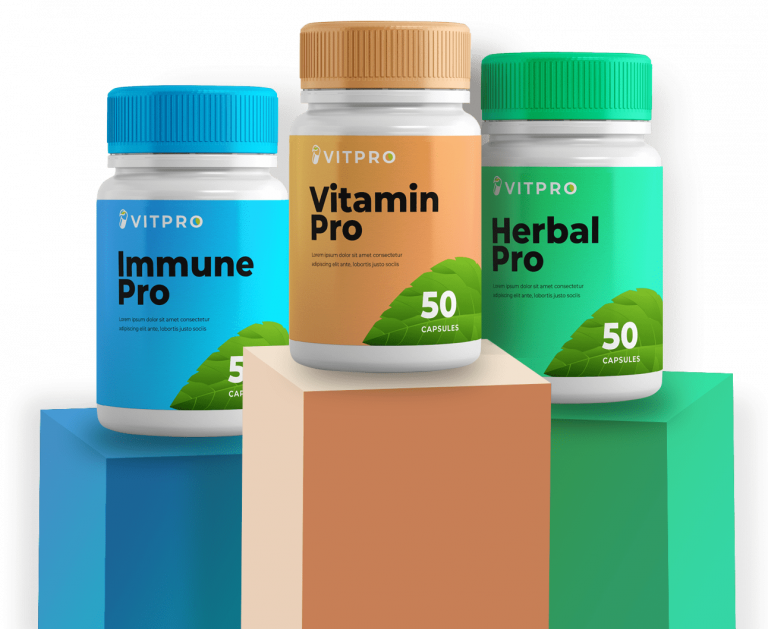 VITPRO
Immune
Pro
Lorem ipsum dolor sit amet consectetur
adipiscing elit ante, lobortis justo sociis
5
CAP
VITPRO
Vitamin
Pro
Lorem ipsum dolor sit amet consectetur
adipiscing elit ante, lobortis justo sociis
50
CAPSULES
VITPRO
Herbal
Pro
Lorem ipsum dolor sit amet consectetur
adipiscing elit ante, lobortis justo sociis
50
CAPSULES